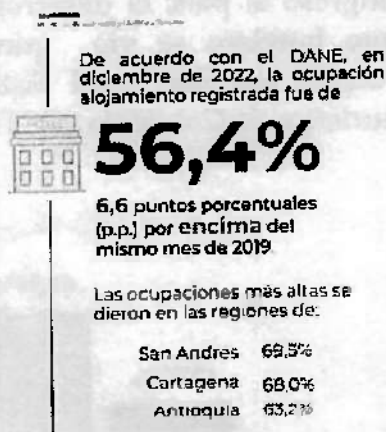 De acuerdo con el DANE, en
diciembre de 2022, la ocupación
alojamiento registrada fue de
56,4%
6,6 puntos porcentuales
(p.p.) por encima del
mismo mes de 2019
Las ocupaciones más altas se
dieron en las regiones de:
San Andres 69,5%
Cartagena 68,0%
Antioquia 63,2%